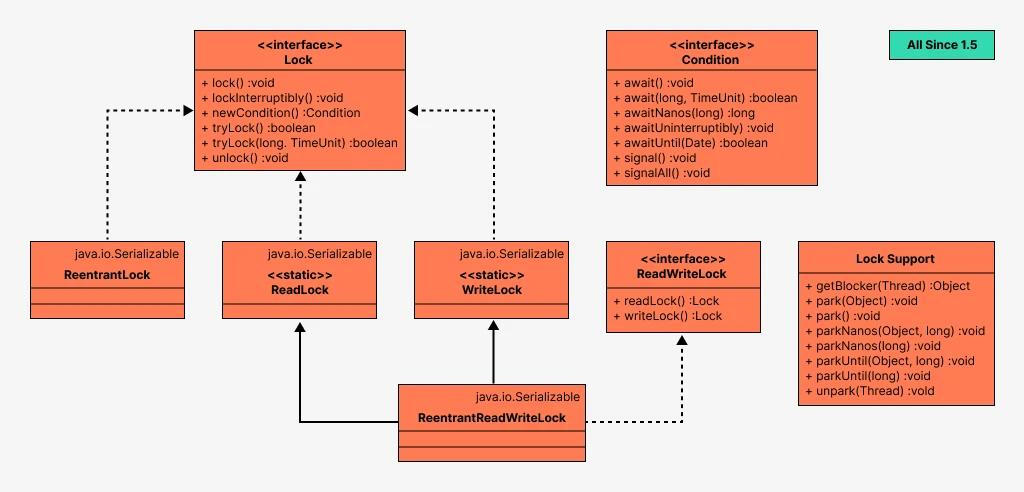 <<interface>>
Lock
+ lock() :void
+ lockInterruptibly() :void
+ newCondition() :Condition
+ tryLock() :boolean
+ tryLock(long. TimeUnit) :boolean
+ unlock() :void
<<interface>>
Condition
+ await() :void
+ await(long, TimeUnit) :boolean
+ awaitNanos(long) :long
+ awaitUninterruptibly) :void
+ awaitUntil(Date) :boolean
+ signal() :void
+ signalAll() :void
All Since 1.5
java.io.Serializable
ReentrantLock
java.io.Serializable
<<static>>
ReadLock
java.io.Serializable
<<static>>
WriteLock
<<interface>>
ReadWriteLock
+ readLock() :Lock
+ writeLock() :Lock
Lock Support
+ getBlocker(Thread) :Object
+ park(Object) :void
+ park() :void
+ parkNanos(Object, long) :void
+ parkNanos(long) :void
+ parkUntil(Object, long) :void
+ parkUntil(long) :void
+ unpark(Thread) :void
java.io.Serializable
ReentrantReadWriteLock